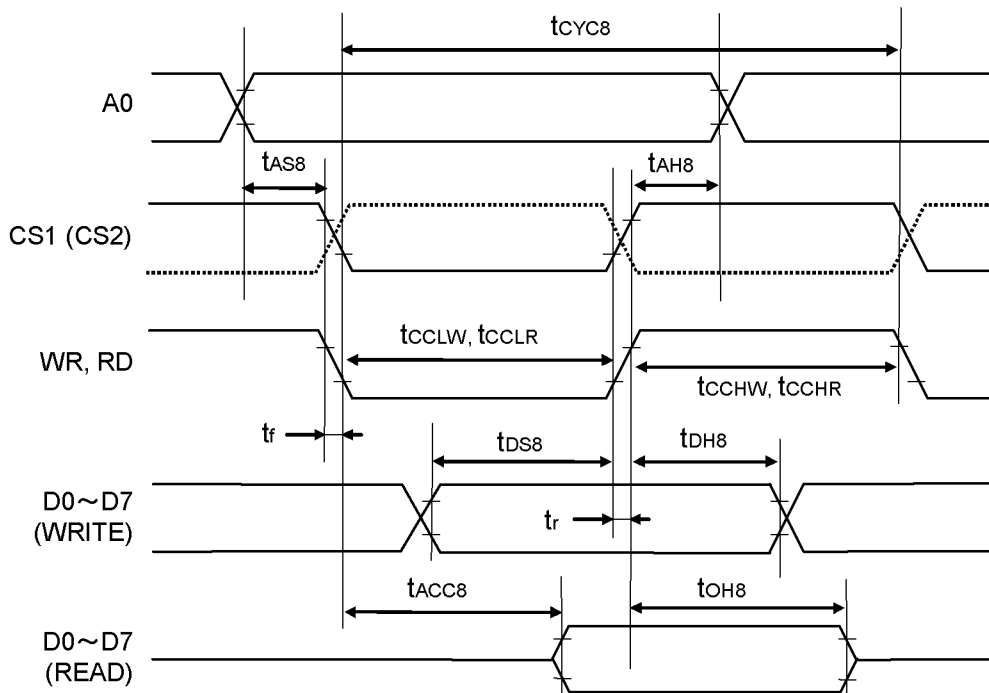 tCYC8
A0
tAS8
tAH8
CS1 (CS2)
tCCLW, tCCLR
WR, RD
tCCHW, tCCHR
tf
tDS8
tDH8
D0～D7
(WRITE)
tr
tACC8
tOH8
D0～D7
(READ)